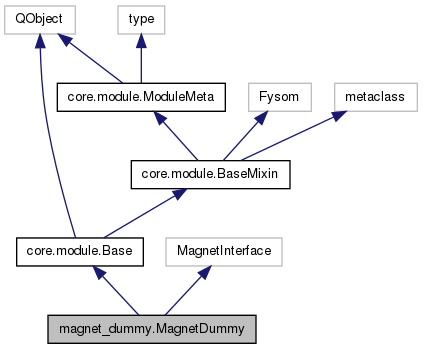 QObject
type
core.module.ModuleMeta
Fysom
metaclass
core.module.BaseMixin
core.module.Base
MagnetInterface
magnet_dummy.MagnetDummy